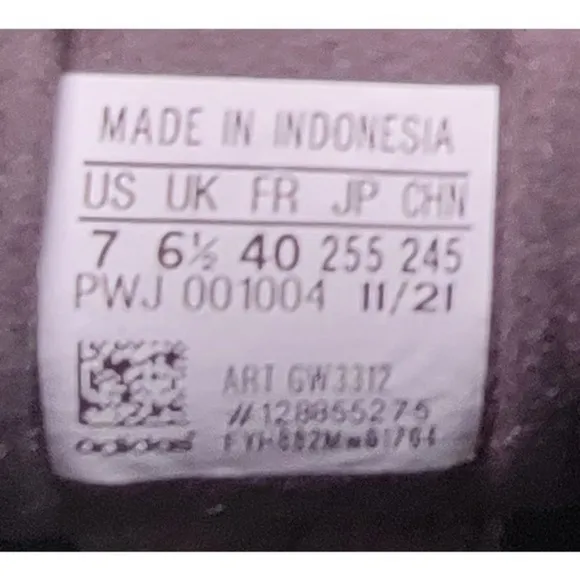 MADE IN INDONESIA
US UK FR JP CHN
7 6½ 40 255 245
PWJ 001004 11/21
ART GW3312
#128855275
adidas